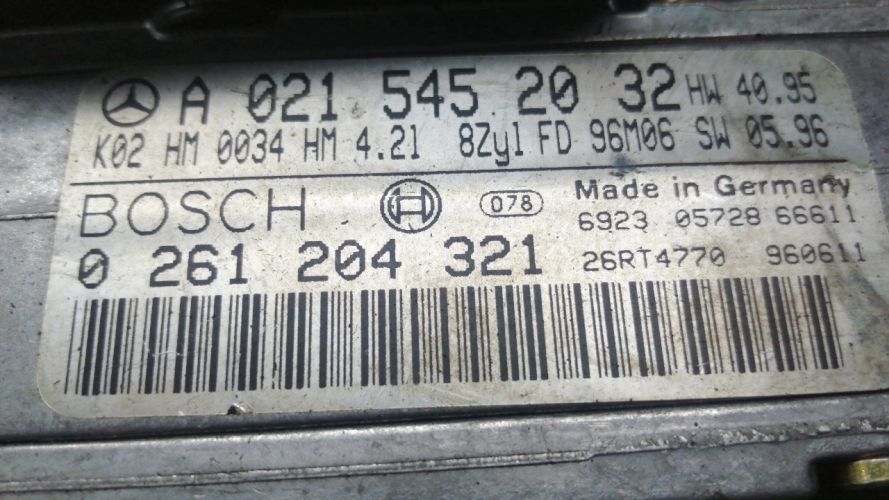 A 021 545 20 32 HW 40.95
K02 HM 0034 HM 4.2l 8Zyl FD 96M06 SW 05.96
BOSCH 078 Made in Germany
6923 05728 66611
0 261 204 321 26RT4770 960611